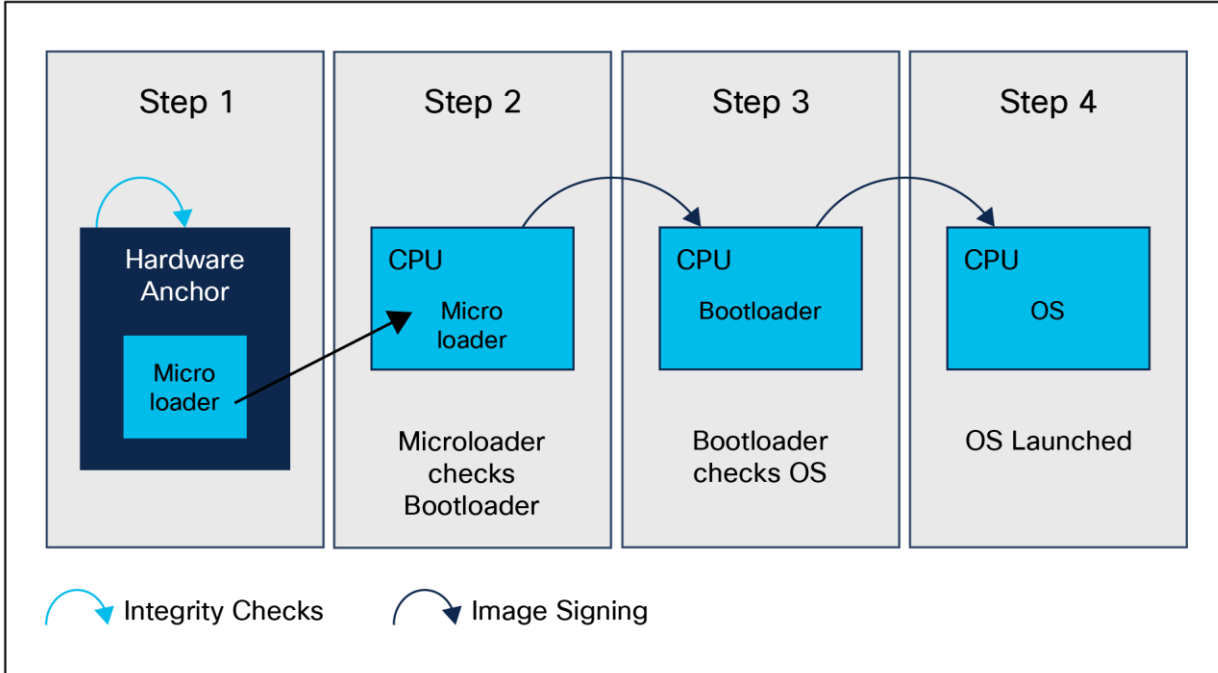 Step 1
Step 2
Step 3
Step 4
Hardware
Anchor
Micro
loader
CPU
Micro
loader
CPU
Bootloader
CPU
OS
Microloader
checks
Bootloader
Bootloader
checks OS
OS Launched
Integrity Checks
Image Signing